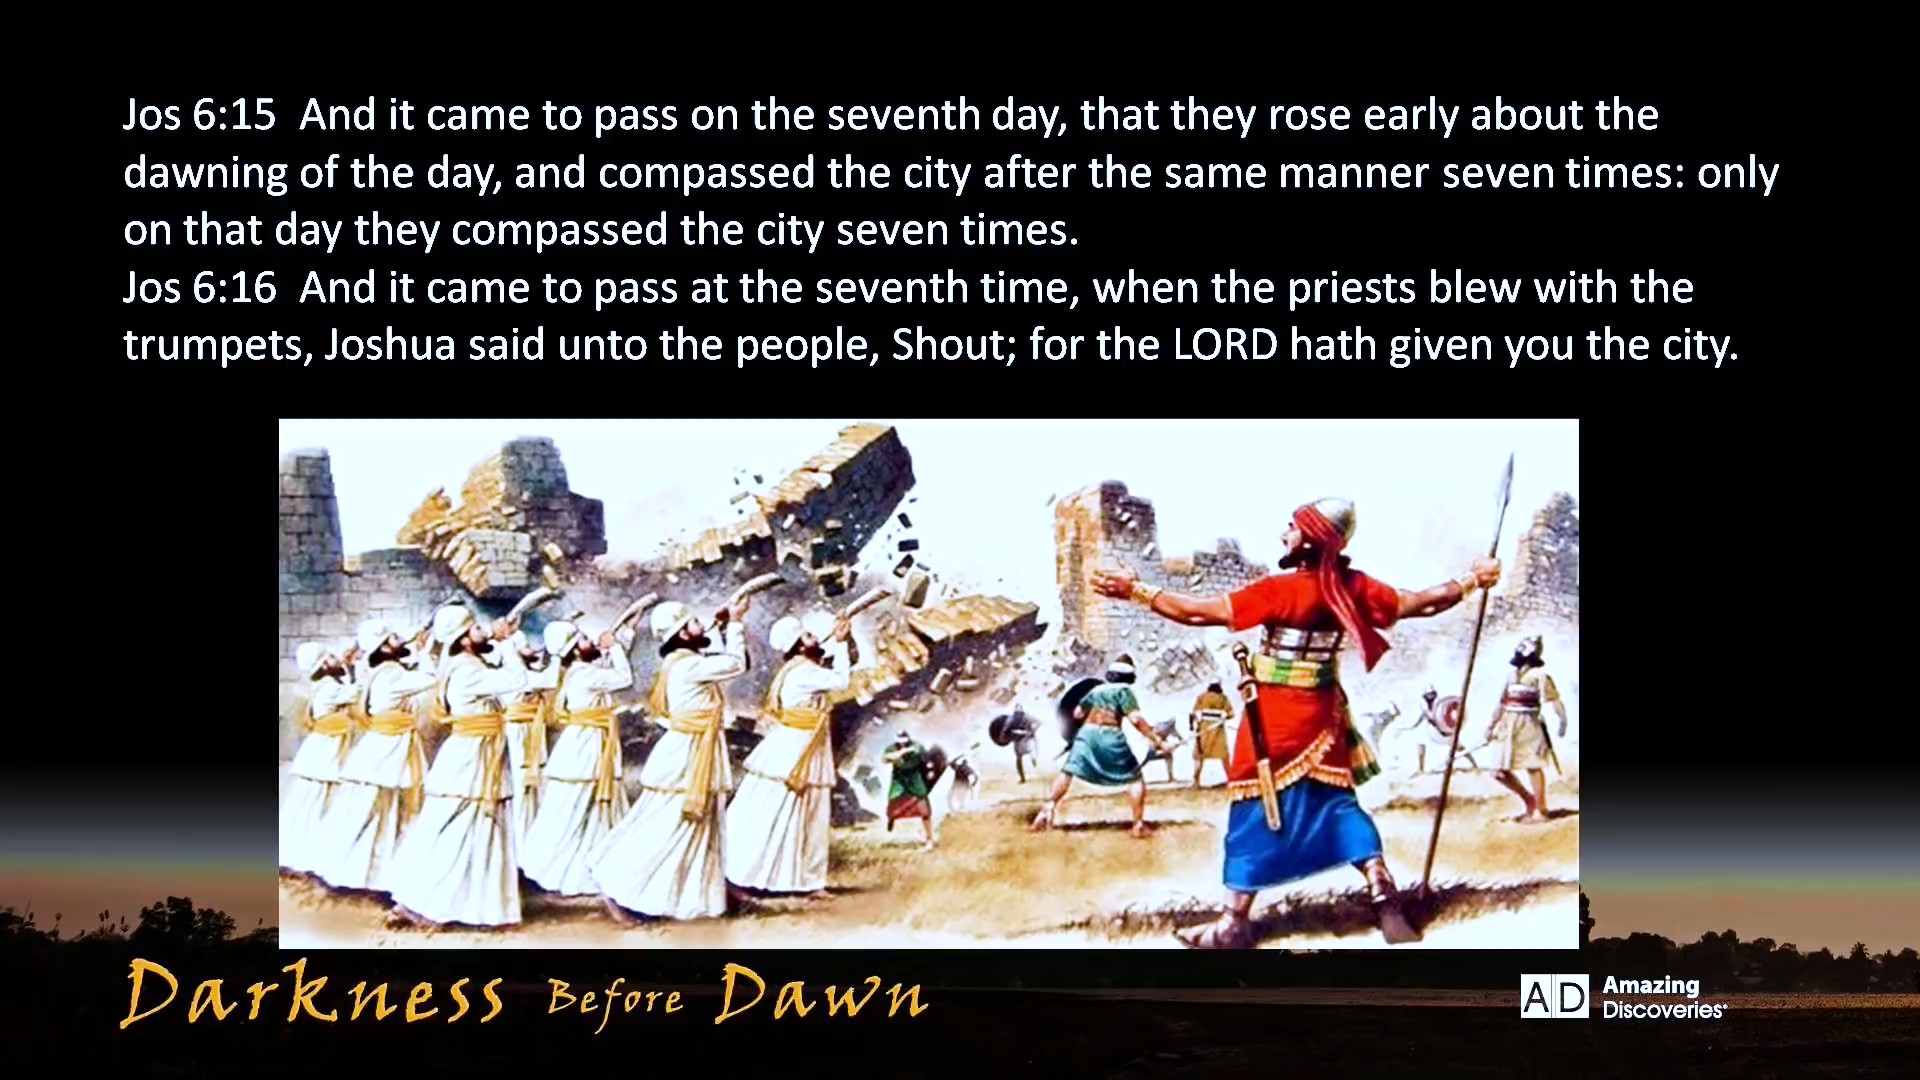 Jos 6:15  And it came to pass on the seventh day, that they rose early about the
dawning of the day, and compassed the city after the same manner seven times: only
on that day they compassed the city seven times.
Jos 6:16  And it came to pass at the seventh time, when the priests blew with the
trumpets, Joshua said unto the people, Shout; for the LORD hath given you the city.
Darkness Before Dawn
AD Amazing
Discoveries